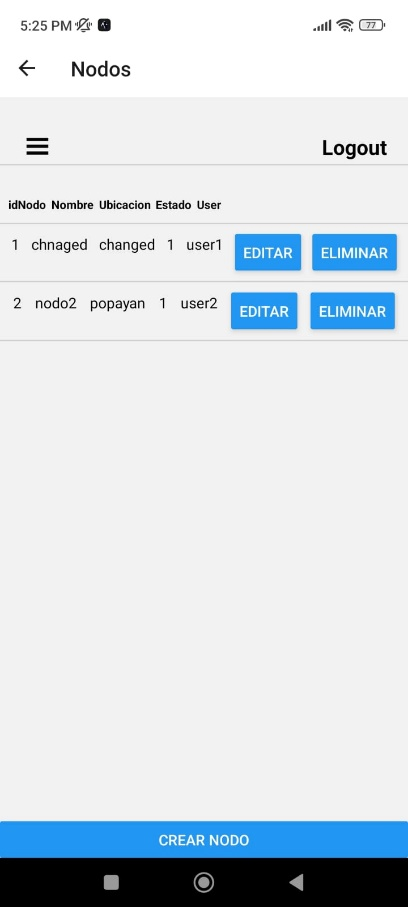 5:25 PM 77
Nodos
Logout
idNodo Nombre Ubicacion Estado User
1 chnaged changed 1 user1 EDITAR ELIMINAR
2 nodo2 popayan 1 user2 EDITAR ELIMINAR
CREAR NODO